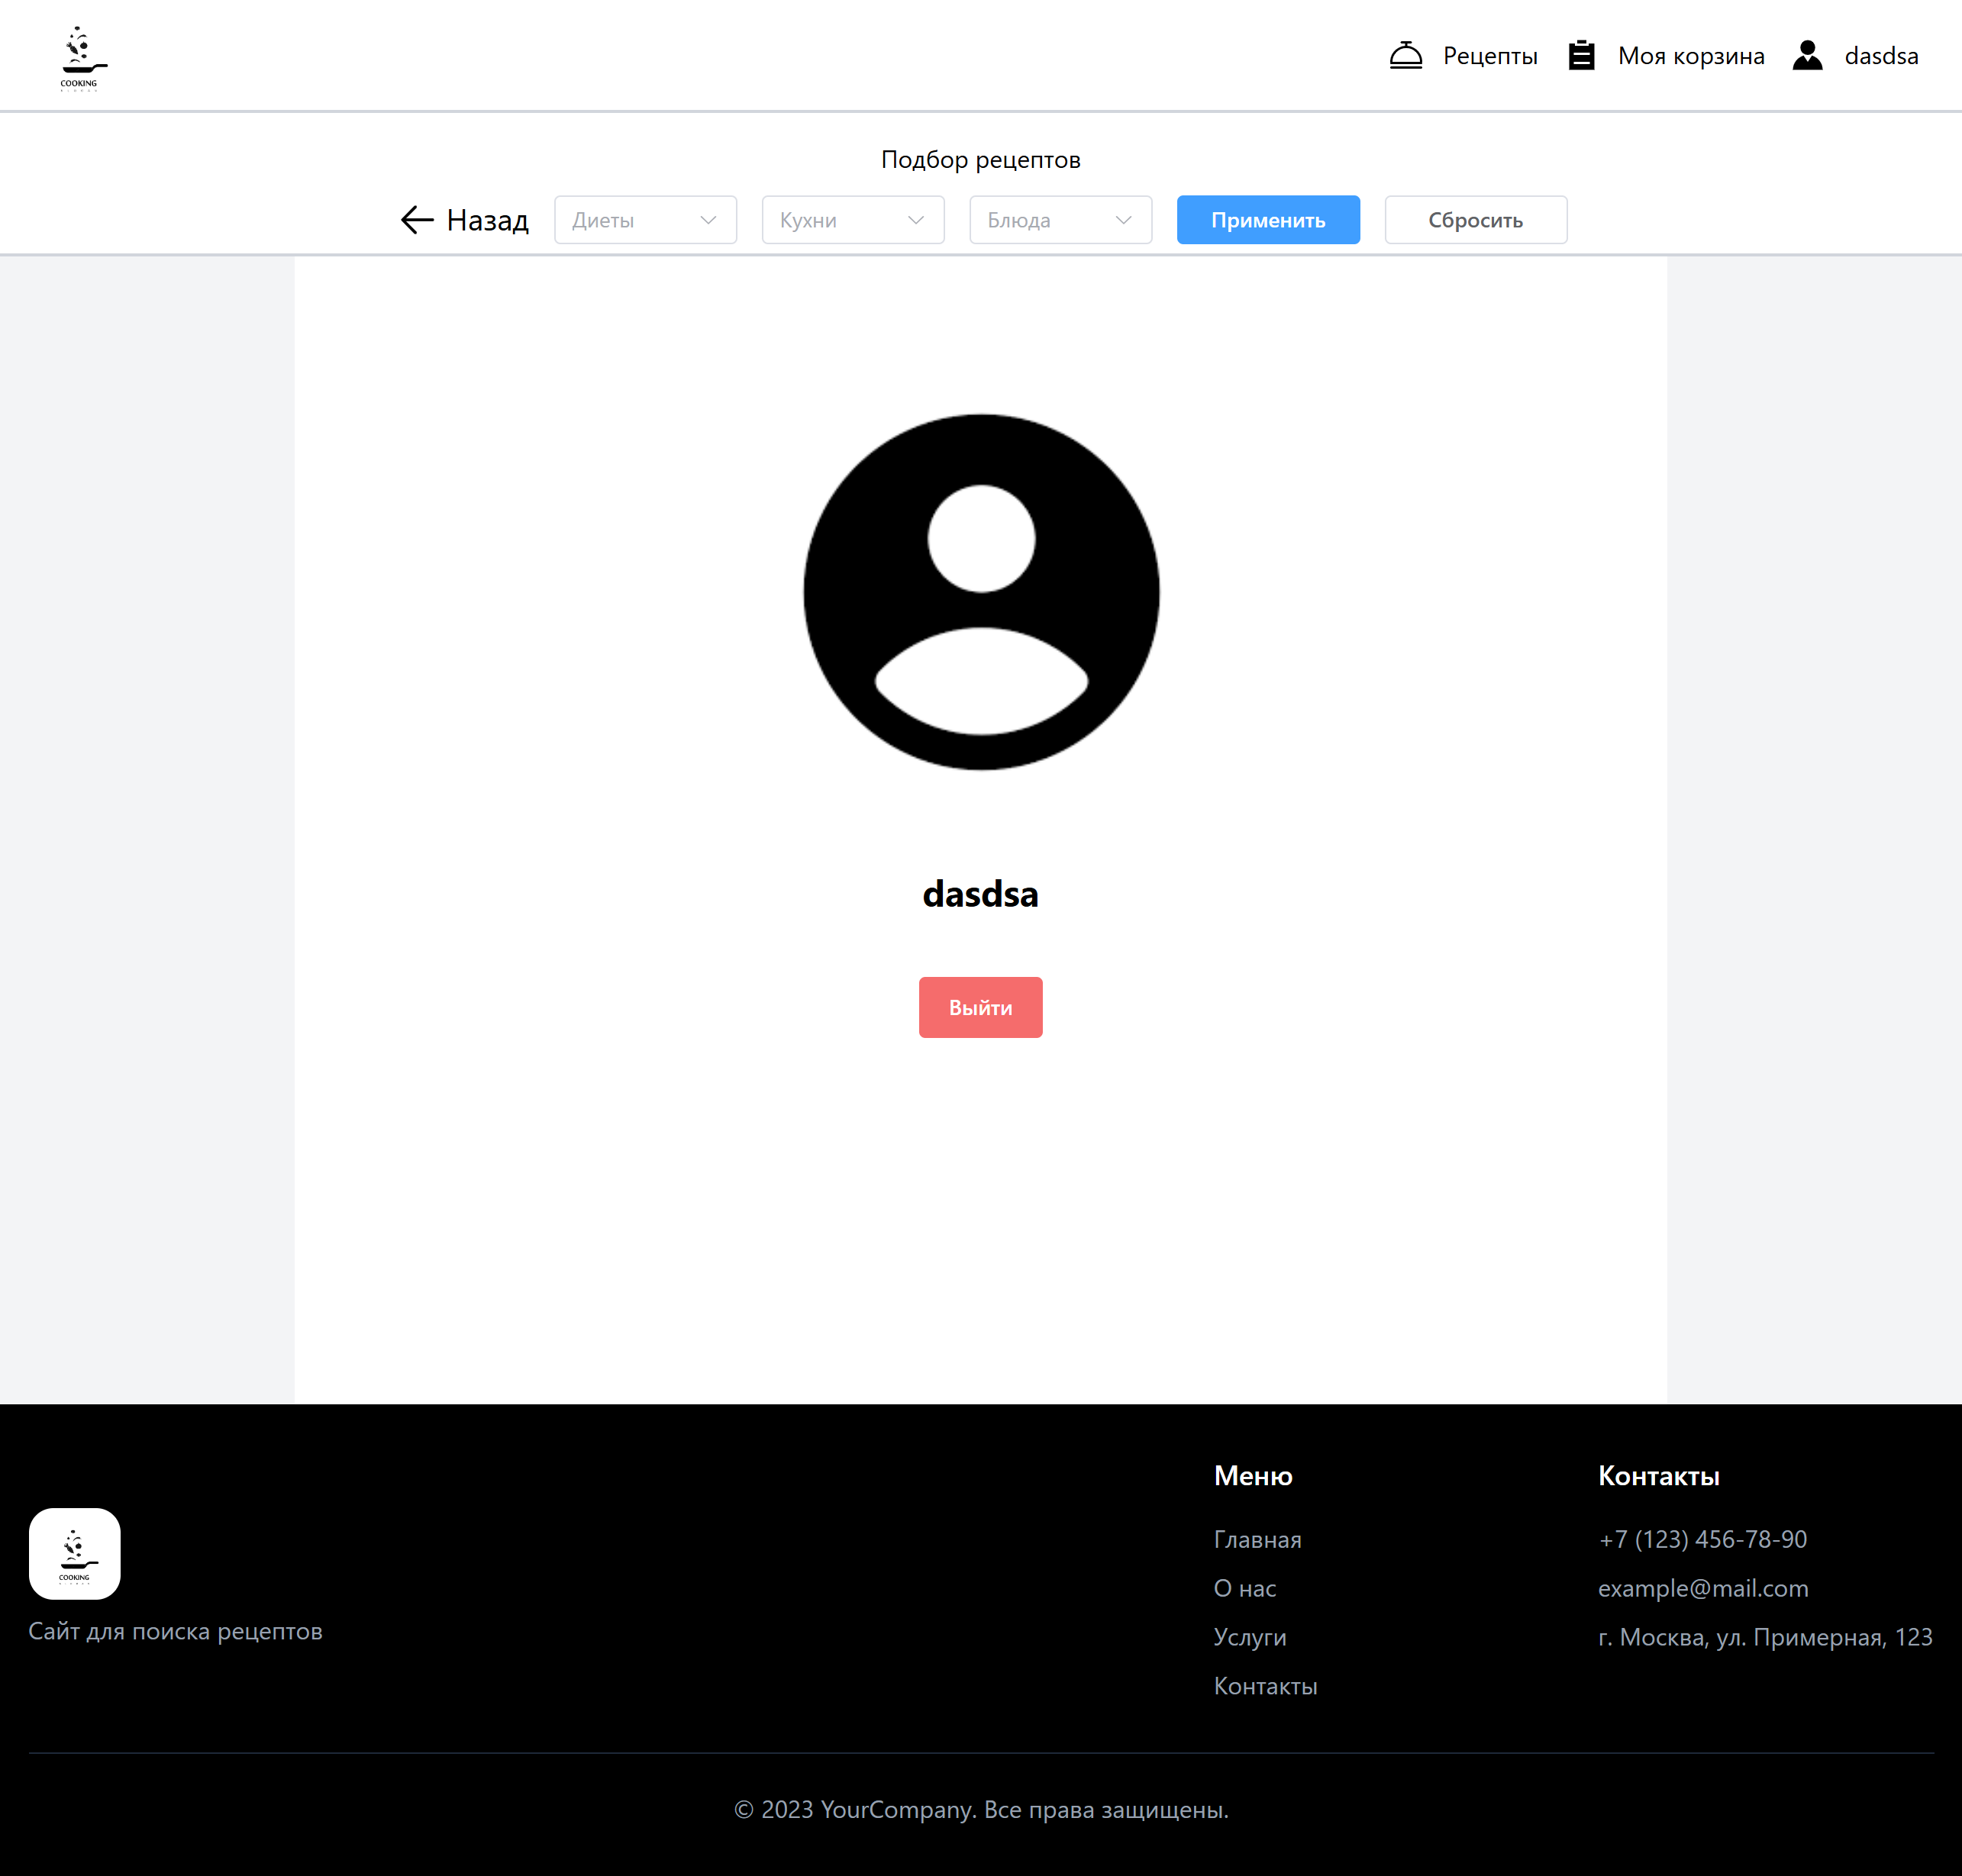 COOKING
Рецепты
Моя корзина
dasdsa
Подбор рецептов
Назад
Диеты
Кухни
Блюда
Применить
Сбросить
dasdsa
Выйти
Меню
Контакты
Главная
+7 (123) 456-78-90
О нас
example@mail.com
COOKING
Услуги
г. Москва, ул. Примерная, 123
Сайт для поиска рецептов
Контакты
© 2023 YourCompany. Все права защищены.